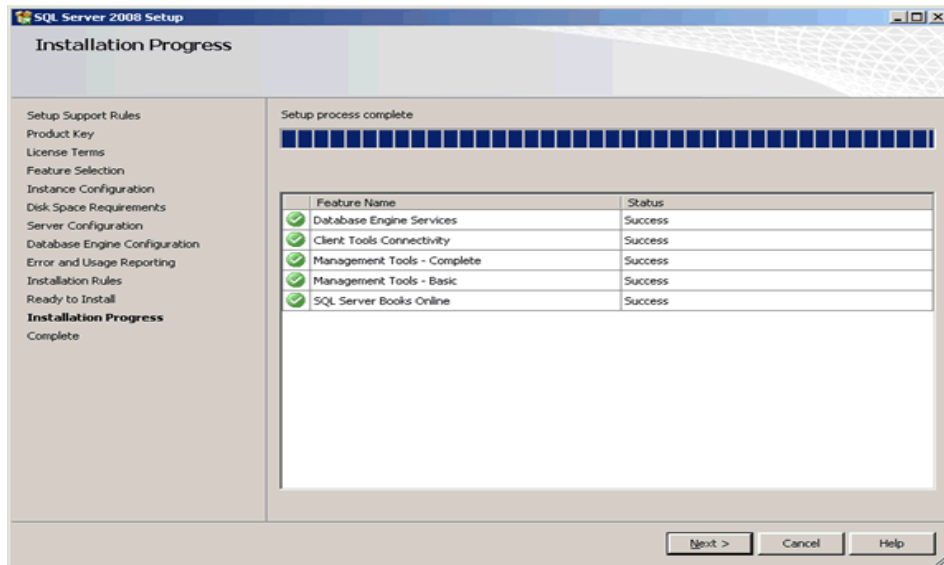 SQL Server 2008 Setup
Installation Progress
Setup Support Rules
Product Key
License Terms
Feature Selection
Instance Configuration
Disk Space Requirements
Server Configuration
Database Engine Configuration
Error and Usage Reporting
Installation Rules
Ready to Install
Installation Progress
Complete
Setup process complete
Feature Name Status
Database Engine Services Success
Client Tools Connectivity Success
Management Tools - Complete Success
Management Tools - Basic Success
SQL Server Books Online Success
Next > Cancel Help